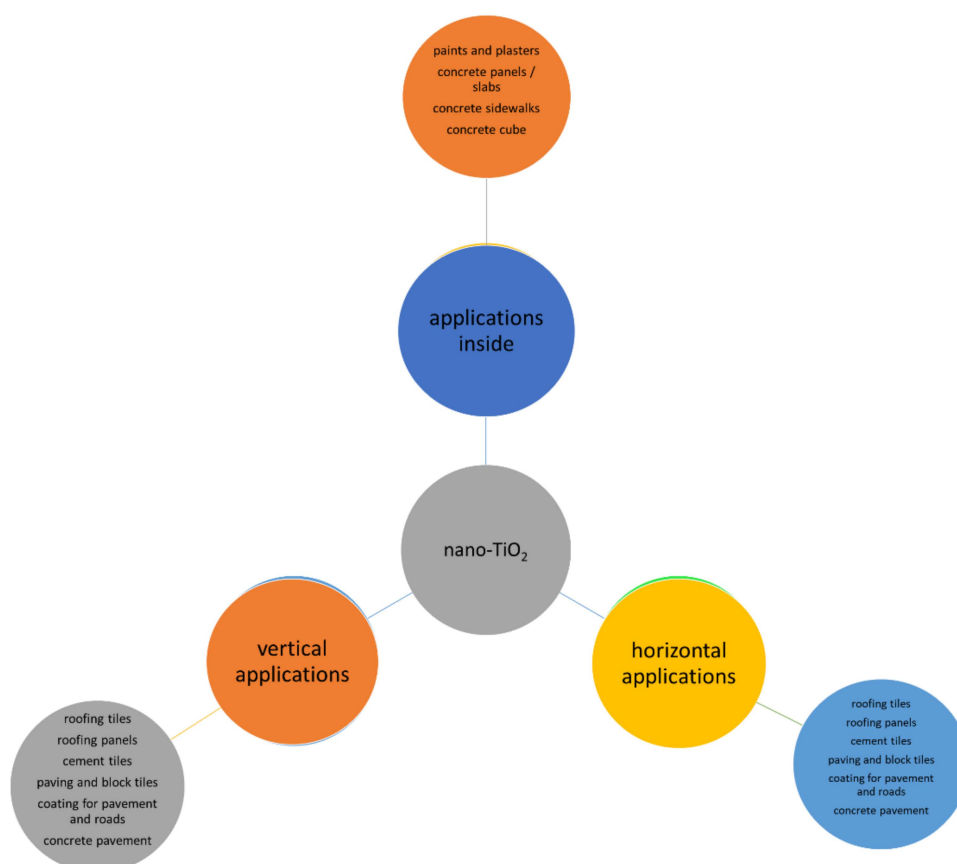 paints and plasters
concrete panels /
slabs
concrete sidewalks
concrete cube
applications
inside
nano-TiO₂
vertical
applications
horizontal
applications
roofing tiles
roofing panels
cement tiles
paving and block tiles
coating for pavement
and roads
concrete pavement
roofing tiles
roofing panels
cement tiles
paving and block tiles
coating for pavement
and roads
concrete pavement